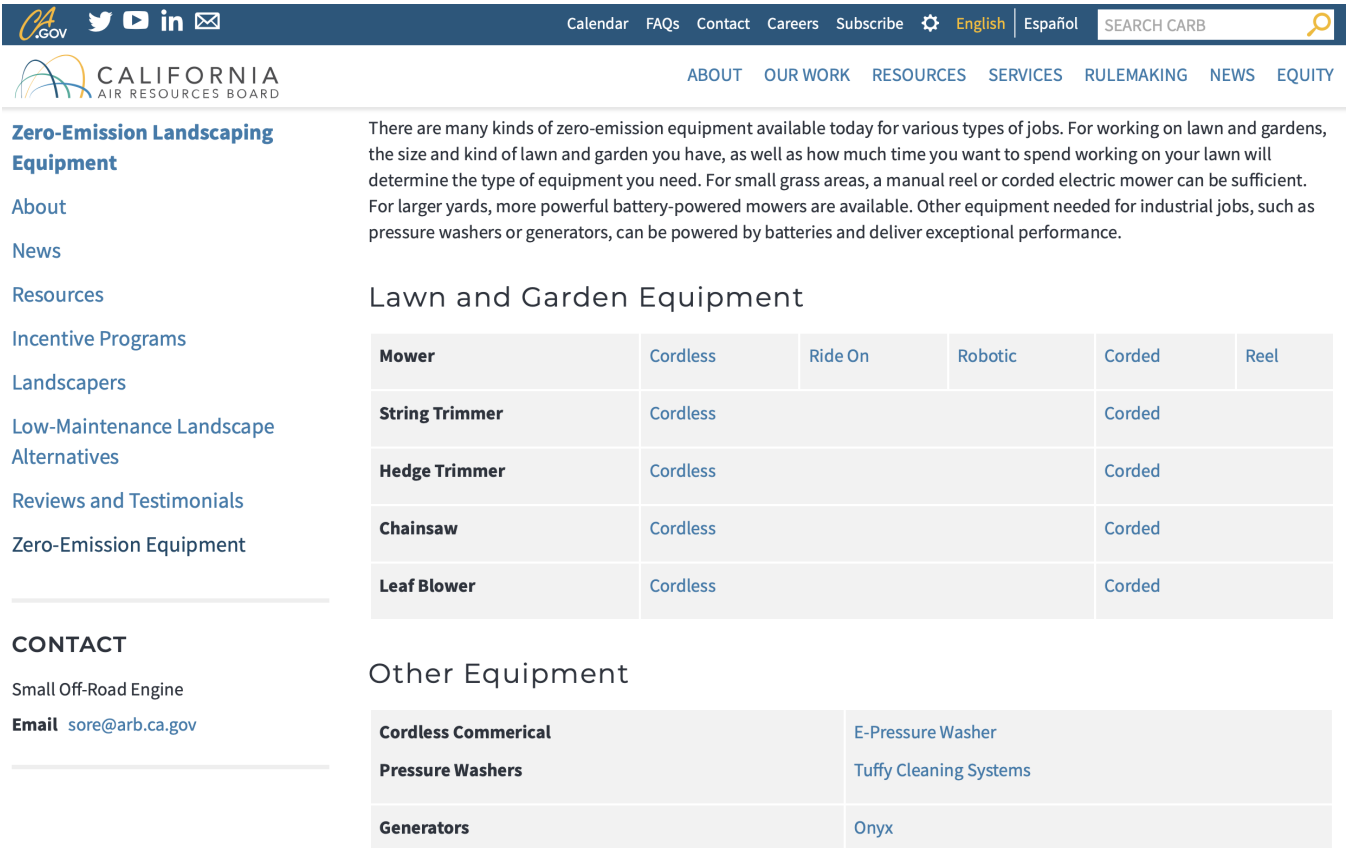 CA.GOV
Calendar FAQs Contact Careers Subscribe English Español SEARCH CARB
CALIFORNIA
AIR RESOURCES BOARD
ABOUT OUR WORK RESOURCES SERVICES RULEMAKING NEWS EQUITY
Zero-Emission Landscaping
Equipment
About
News
Resources
Incentive Programs
Landscapers
Low-Maintenance Landscape
Alternatives
Reviews and Testimonials
Zero-Emission Equipment
CONTACT
Small Off-Road Engine
Email sore@arb.ca.gov
There are many kinds of zero-emission equipment available today for various types of jobs. For working on lawn and gardens,
the size and kind of lawn and garden you have, as well as how much time you want to spend working on your lawn will
determine the type of equipment you need. For small grass areas, a manual reel or corded electric mower can be sufficient.
For larger yards, more powerful battery-powered mowers are available. Other equipment needed for industrial jobs, such as
pressure washers or generators, can be powered by batteries and deliver exceptional performance.
Lawn and Garden Equipment
Mower Cordless Ride On Robotic Corded Reel
String Trimmer Cordless Corded
Hedge Trimmer Cordless Corded
Chainsaw Cordless Corded
Leaf Blower Cordless Corded
Other Equipment
Cordless Commerical E-Pressure Washer
Pressure Washers Tuffy Cleaning Systems
Generators Onyx